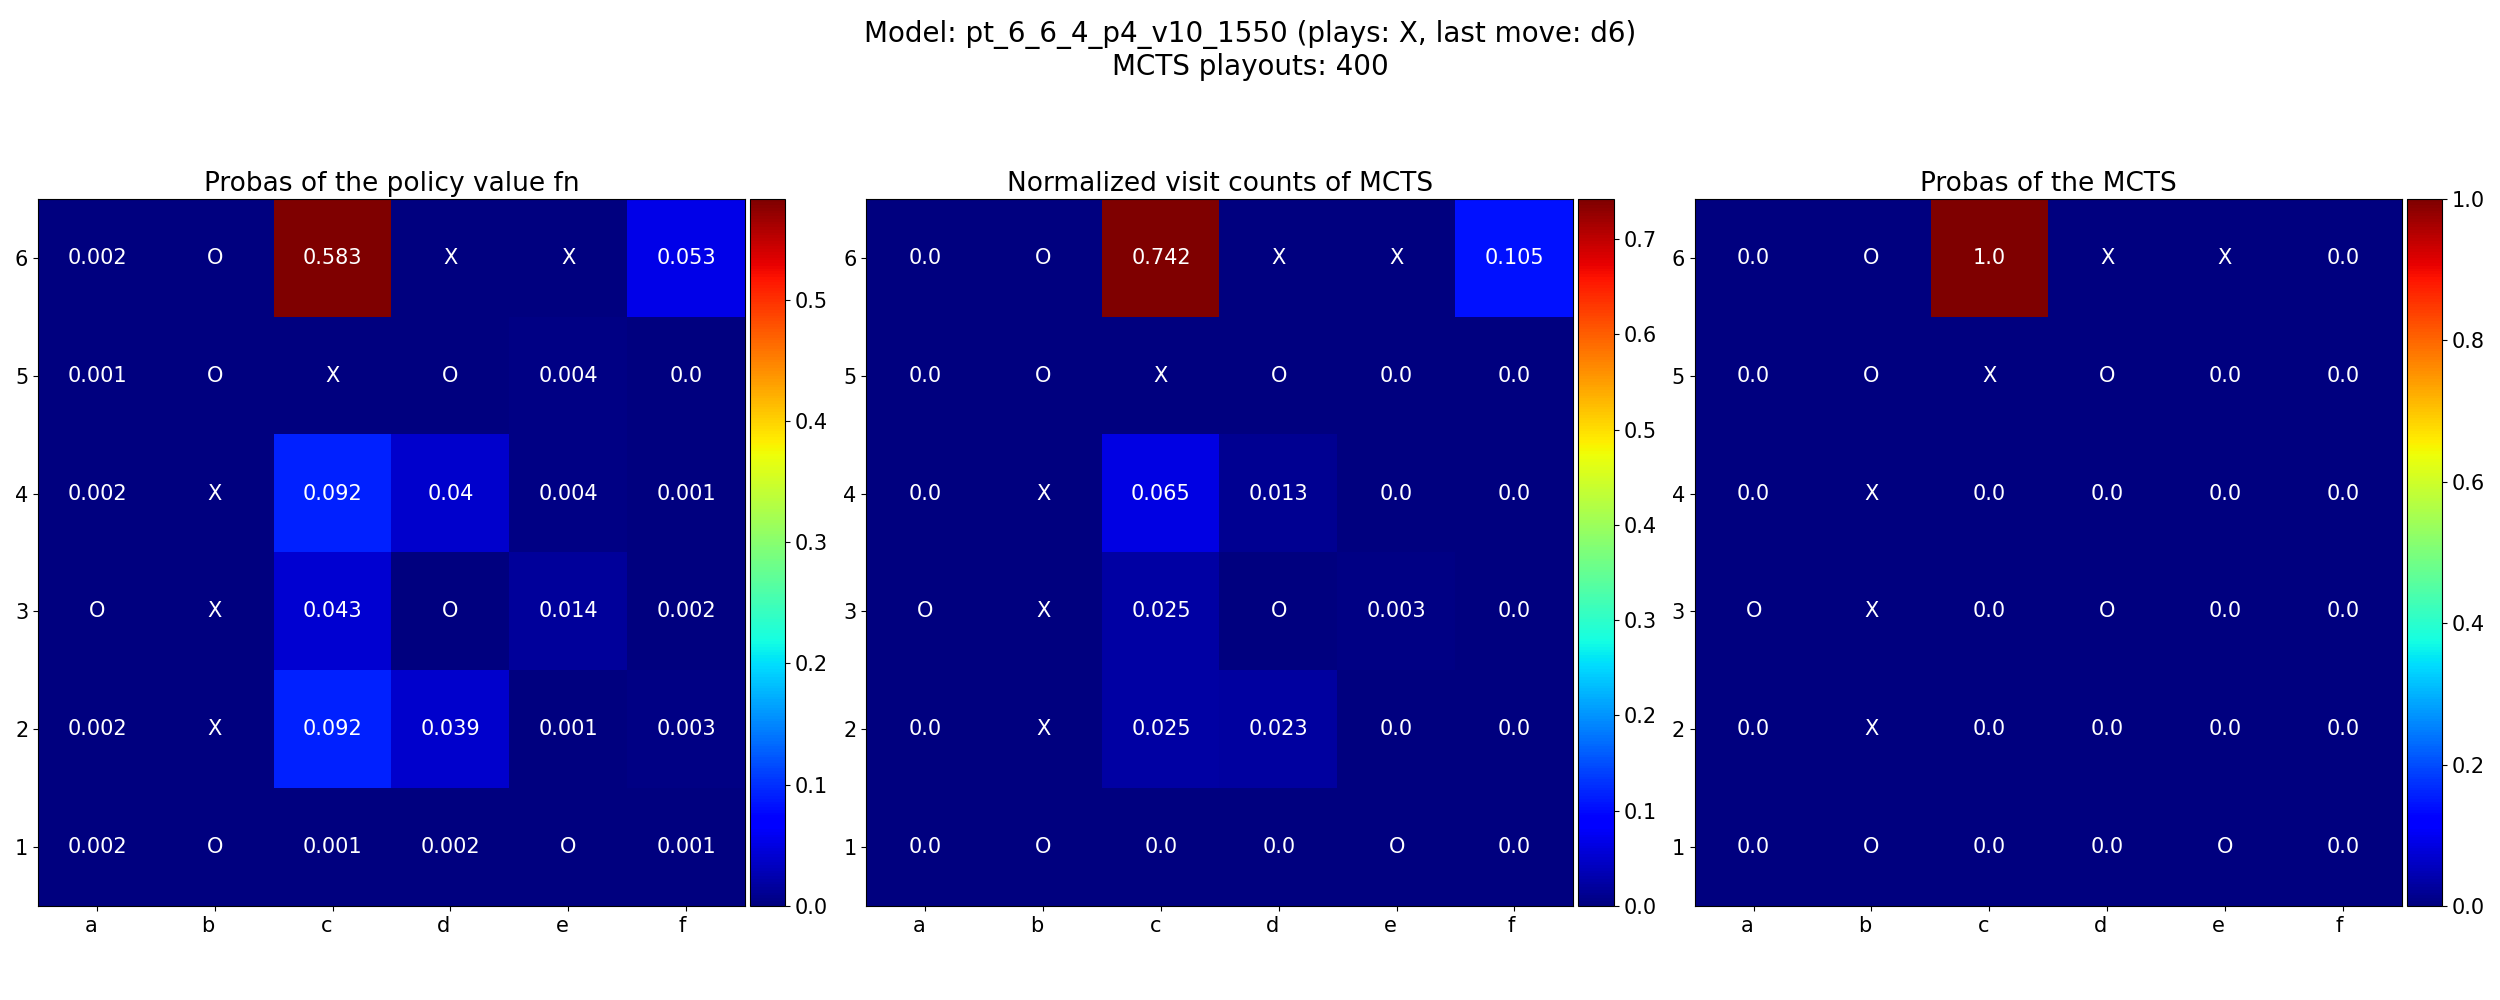 Model: pt_6_6_4_p4_v10_1550 (plays: X, last move: d6)
MCTS playouts: 400
Probas of the policy value fn
6 0.002 O 0.583 X X 0.053
5 0.001 O X O 0.004 0.0
4 0.002 X 0.092 0.04 0.004 0.001
3 O X 0.043 O 0.014 0.002
2 0.002 X 0.092 0.039 0.001 0.003
1 0.002 O 0.001 0.002 O 0.001
a b c d e f
0.5
0.4
0.3
0.2
0.1
0.0
Normalized visit counts of MCTS
6 0.0 O 0.742 X X 0.105
5 0.0 O X O 0.0 0.0
4 0.0 X 0.065 0.013 0.0 0.0
3 O X 0.025 O 0.003 0.0
2 0.0 X 0.025 0.023 0.0 0.0
1 0.0 O 0.0 0.0 O 0.0
a b c d e f
0.7
0.6
0.5
0.4
0.3
0.2
0.1
0.0
Probas of the MCTS
6 0.0 O 1.0 X X 0.0
5 0.0 O X O 0.0 0.0
4 0.0 X 0.0 0.0 0.0 0.0
3 O X 0.0 O 0.0 0.0
2 0.0 X 0.0 0.0 0.0 0.0
1 0.0 O 0.0 0.0 O 0.0
a b c d e f
1.0
0.8
0.6
0.4
0.2
0.0